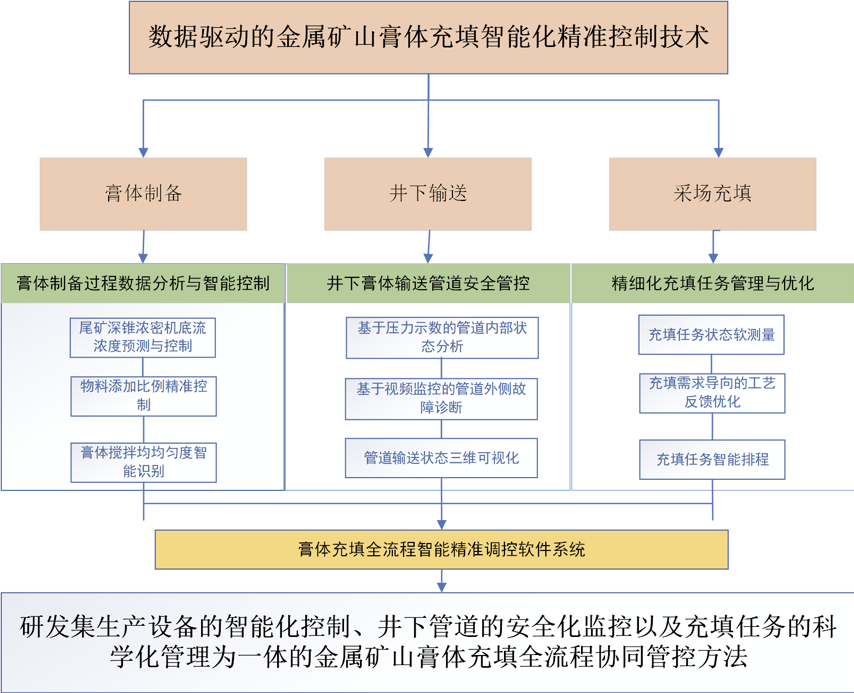 数据驱动的金属矿山膏体充填智能化精准控制技术
膏体制备
井下输送
采场充填
膏体制备过程数据分析与智能控制
尾矿深锥浓密机底流
浓度预测与控制
物料添加比例精准控
制
膏体搅拌均均匀度智
能识别
井下膏体输送管道安全管控
基于压力示数的管道内部状
态分析
基于视频监控的管道外侧故
障诊断
管道输送状态三维可视化
精细化充填任务管理与优化
充填任务状态软测量
充填需求导向的工艺
反馈优化
充填任务智能排程
膏体充填全流程智能精准调控软件系统
研发集生产设备的智能化控制、井下管道的安全化监控以及充填任务的科
学化管理为一体的金属矿山膏体充填全流程协同管控方法